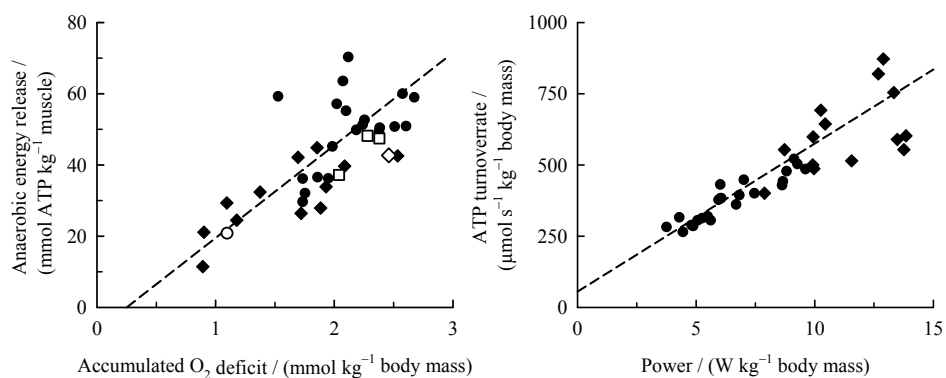 Anaerobic energy release /
(mmol ATP kg⁻¹ muscle)
80
60
40
20
0
0 1 2 3
Accumulated O₂ deficit / (mmol kg⁻¹ body mass)
ATP turnoverrate /
(μmol s⁻¹ kg⁻¹ body mass)
1000
750
500
250
0
0 5 10 15
Power / (W kg⁻¹ body mass)